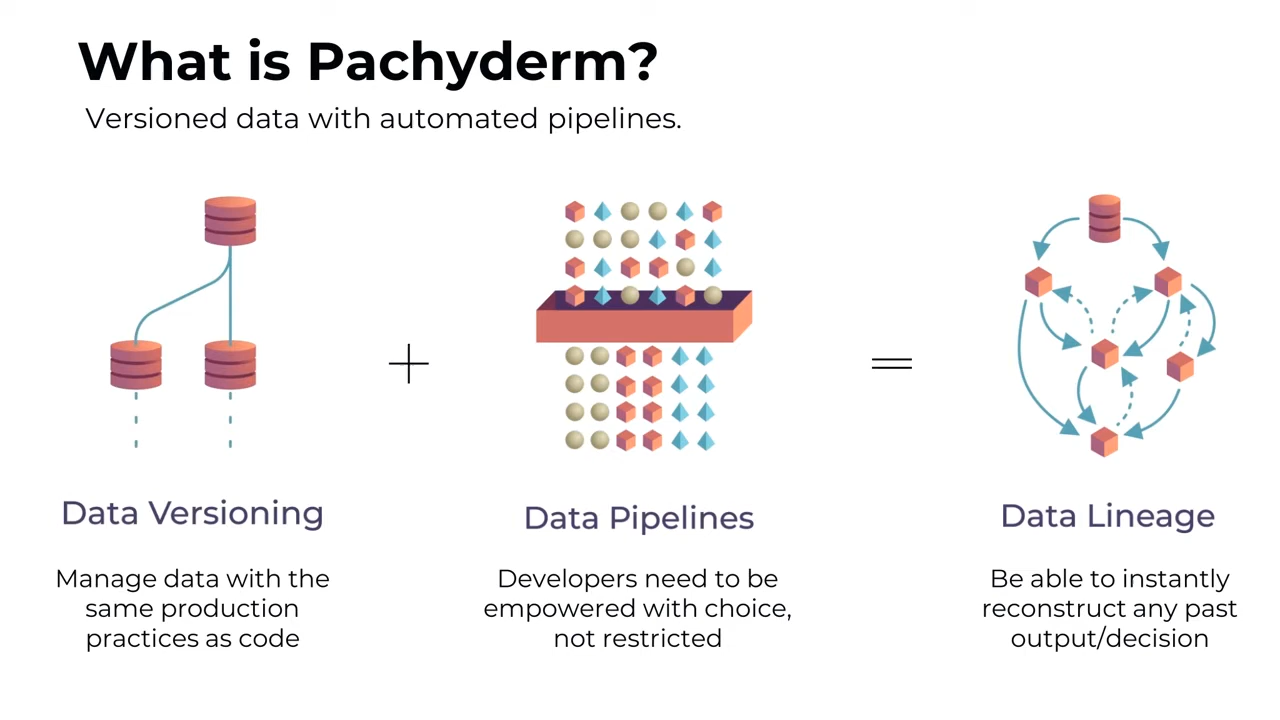 What is Pachyderm?
Versioned data with automated pipelines.
+
=
Data Versioning
Manage data with the
same production
practices as code
Data Pipelines
Developers need to be
empowered with choice,
not restricted
Data Lineage
Be able to instantly
reconstruct any past
output/decision